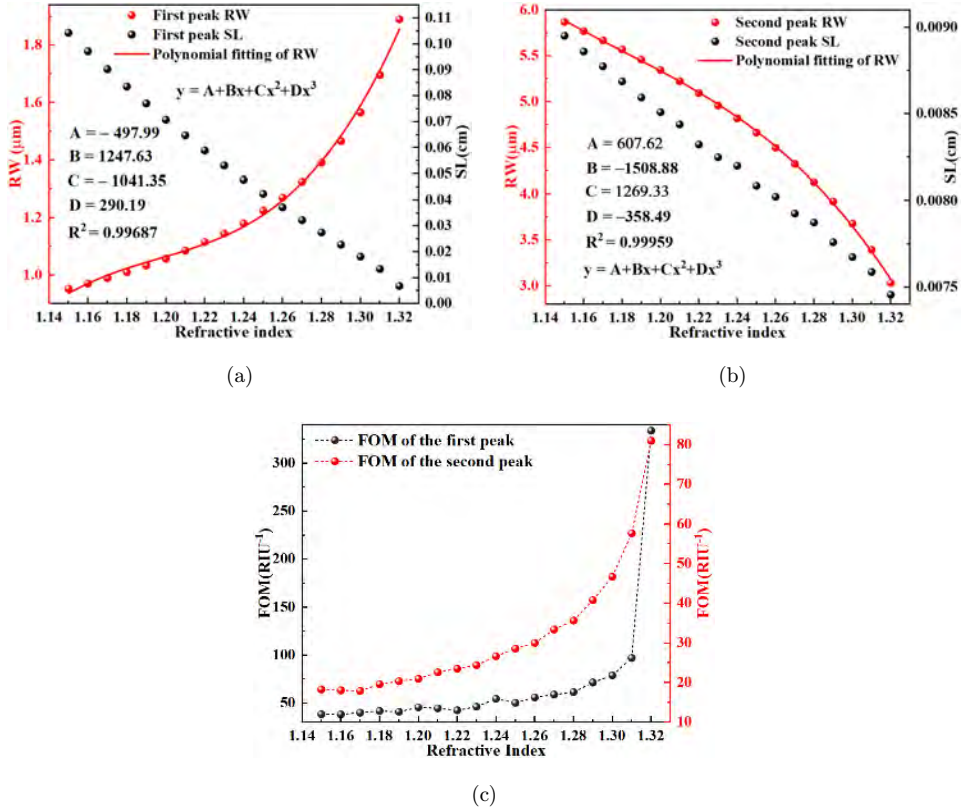 First peak RW
First peak SL
Polynomial fitting of RW
y = A+Bx+Cx²+Dx³
A = − 497.99
B = 1247.63
C = − 1041.35
D = 290.19
R² = 0.99687
RW (μm)
1.8
1.6
1.4
1.2
1.0
SL(cm)
0.11
0.10
0.09
0.08
0.07
0.06
0.05
0.04
0.03
0.02
0.01
0.00
1.14 1.16 1.18 1.20 1.22 1.24 1.26 1.28 1.30 1.32
Refractive index
(a)
Second peak RW
Second peak SL
Polynomial fitting of RW
A = 607.62
B = −1508.88
C = 1269.33
D = −358.49
R² = 0.99959
y = A+Bx+Cx²+Dx³
RW(μm)
6.0
5.5
5.0
4.5
4.0
3.5
3.0
SL(cm)
0.0090
0.0085
0.0080
0.0075
1.14 1.16 1.18 1.20 1.22 1.24 1.26 1.28 1.30 1.32
Refractive index
(b)
FOM of the first peak
FOM of the second peak
FOM(RIU⁻¹)
300
250
200
150
100
50
FOM(RIU⁻¹)
80
70
60
50
40
30
20
10
1.14 1.16 1.18 1.20 1.22 1.24 1.26 1.28 1.30 1.32
Refractive Index
(c)